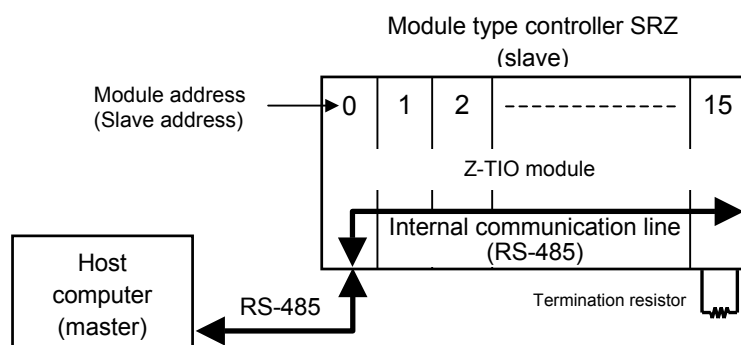 Module type controller SRZ
(slave)
Module address
(Slave address)
0
1
2
15
Z-TIO module
Internal communication line
(RS-485)
Host
computer
(master)
RS-485
Termination resistor